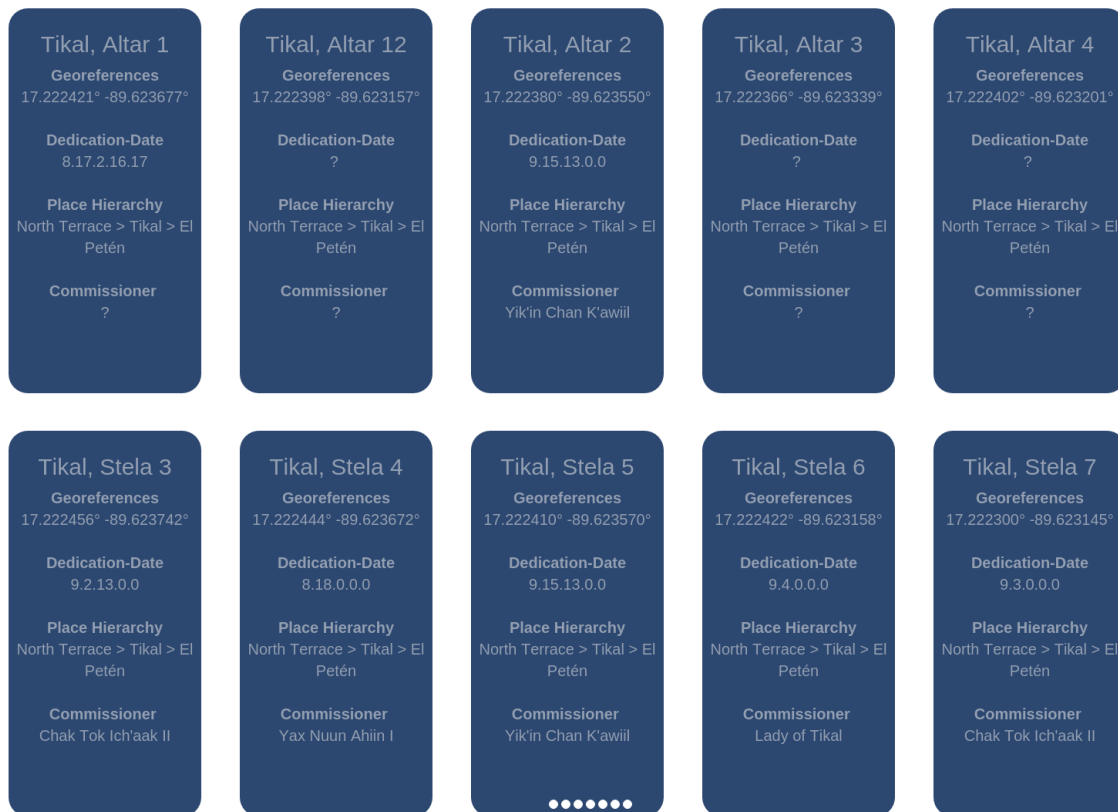 Tikal, Altar 1
Georeferences
17.222421° -89.623677°
Dedication-Date
8.17.2.16.17
Place Hierarchy
North Terrace > Tikal > El
Petén
Commissioner
?
Tikal, Altar 12
Georeferences
17.222398° -89.623157°
Dedication-Date
?
Place Hierarchy
North Terrace > Tikal > El
Petén
Commissioner
?
Tikal, Altar 2
Georeferences
17.222380° -89.623550°
Dedication-Date
9.15.13.0.0
Place Hierarchy
North Terrace > Tikal > El
Petén
Commissioner
Yik'in Chan K'awiil
Tikal, Altar 3
Georeferences
17.222366° -89.623339°
Dedication-Date
?
Place Hierarchy
North Terrace > Tikal > El
Petén
Commissioner
?
Tikal, Altar 4
Georeferences
17.222402° -89.623201°
Dedication-Date
?
Place Hierarchy
North Terrace > Tikal > El
Petén
Commissioner
?
Tikal, Stela 3
Georeferences
17.222456° -89.623742°
Dedication-Date
9.2.13.0.0
Place Hierarchy
North Terrace > Tikal > El
Petén
Commissioner
Chak Tok Ich'aak II
Tikal, Stela 4
Georeferences
17.222444° -89.623672°
Dedication-Date
8.18.0.0.0
Place Hierarchy
North Terrace > Tikal > El
Petén
Commissioner
Yax Nuun Ahiin I
Tikal, Stela 5
Georeferences
17.222410° -89.623570°
Dedication-Date
9.15.13.0.0
Place Hierarchy
North Terrace > Tikal > El
Petén
Commissioner
Yik'in Chan K'awiil
Tikal, Stela 6
Georeferences
17.222422° -89.623158°
Dedication-Date
9.4.0.0.0
Place Hierarchy
North Terrace > Tikal > El
Petén
Commissioner
Lady of Tikal
Tikal, Stela 7
Georeferences
17.222300° -89.623145°
Dedication-Date
9.3.0.0.0
Place Hierarchy
North Terrace > Tikal > El
Petén
Commissioner
Chak Tok Ich'aak II